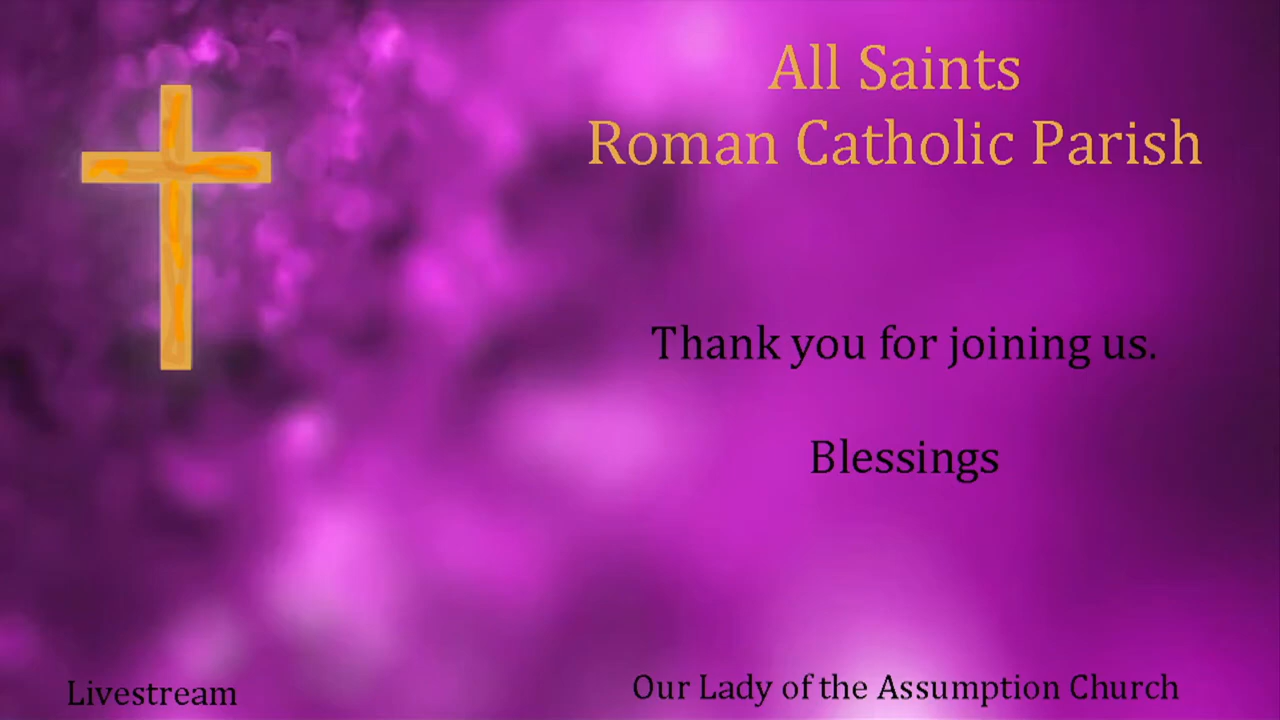 All Saints
Roman Catholic Parish
Thank you for joining us.
Blessings
Livestream
Our Lady of the Assumption Church